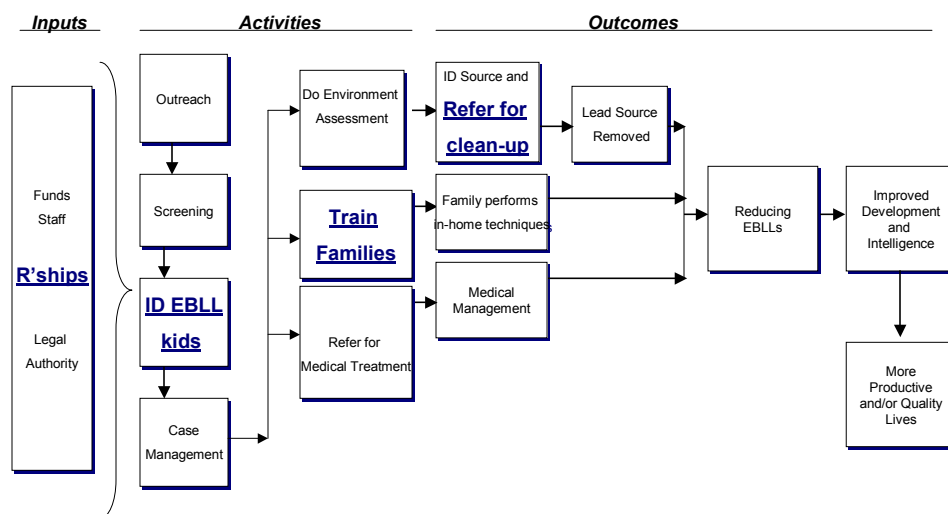 Inputs
Activities
Outcomes
Funds
Staff
R'ships
Legal
Authority
Outreach
Screening
ID EBLL
kids
Case
Management
Do Environment
Assessment
Train
Families
Refer for
Medical Treatment
ID Source and
Refer for
clean-up
Family performs
in-home techniques
Medical
Management
Lead Source
Removed
Reducing
EBLLs
Improved
Development
and
Intelligence
More
Productive
and/or Quality
Lives